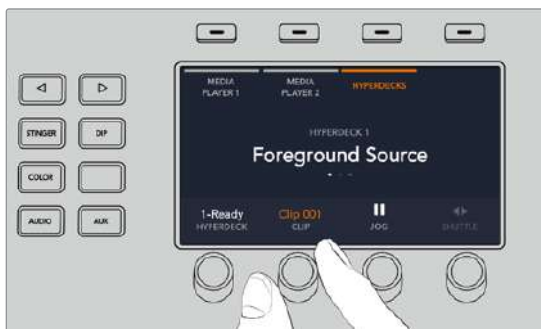 MEDIA PLAYER 1
MEDIA PLAYER 2
HYPERDECKS
HYPERDECK 1
Foreground Source
1-Ready
HYPERDECK
Clip 001
CLIP
JOG
SHUTTLE
STINGER
DIP
COLOR
AUDIO
AUX